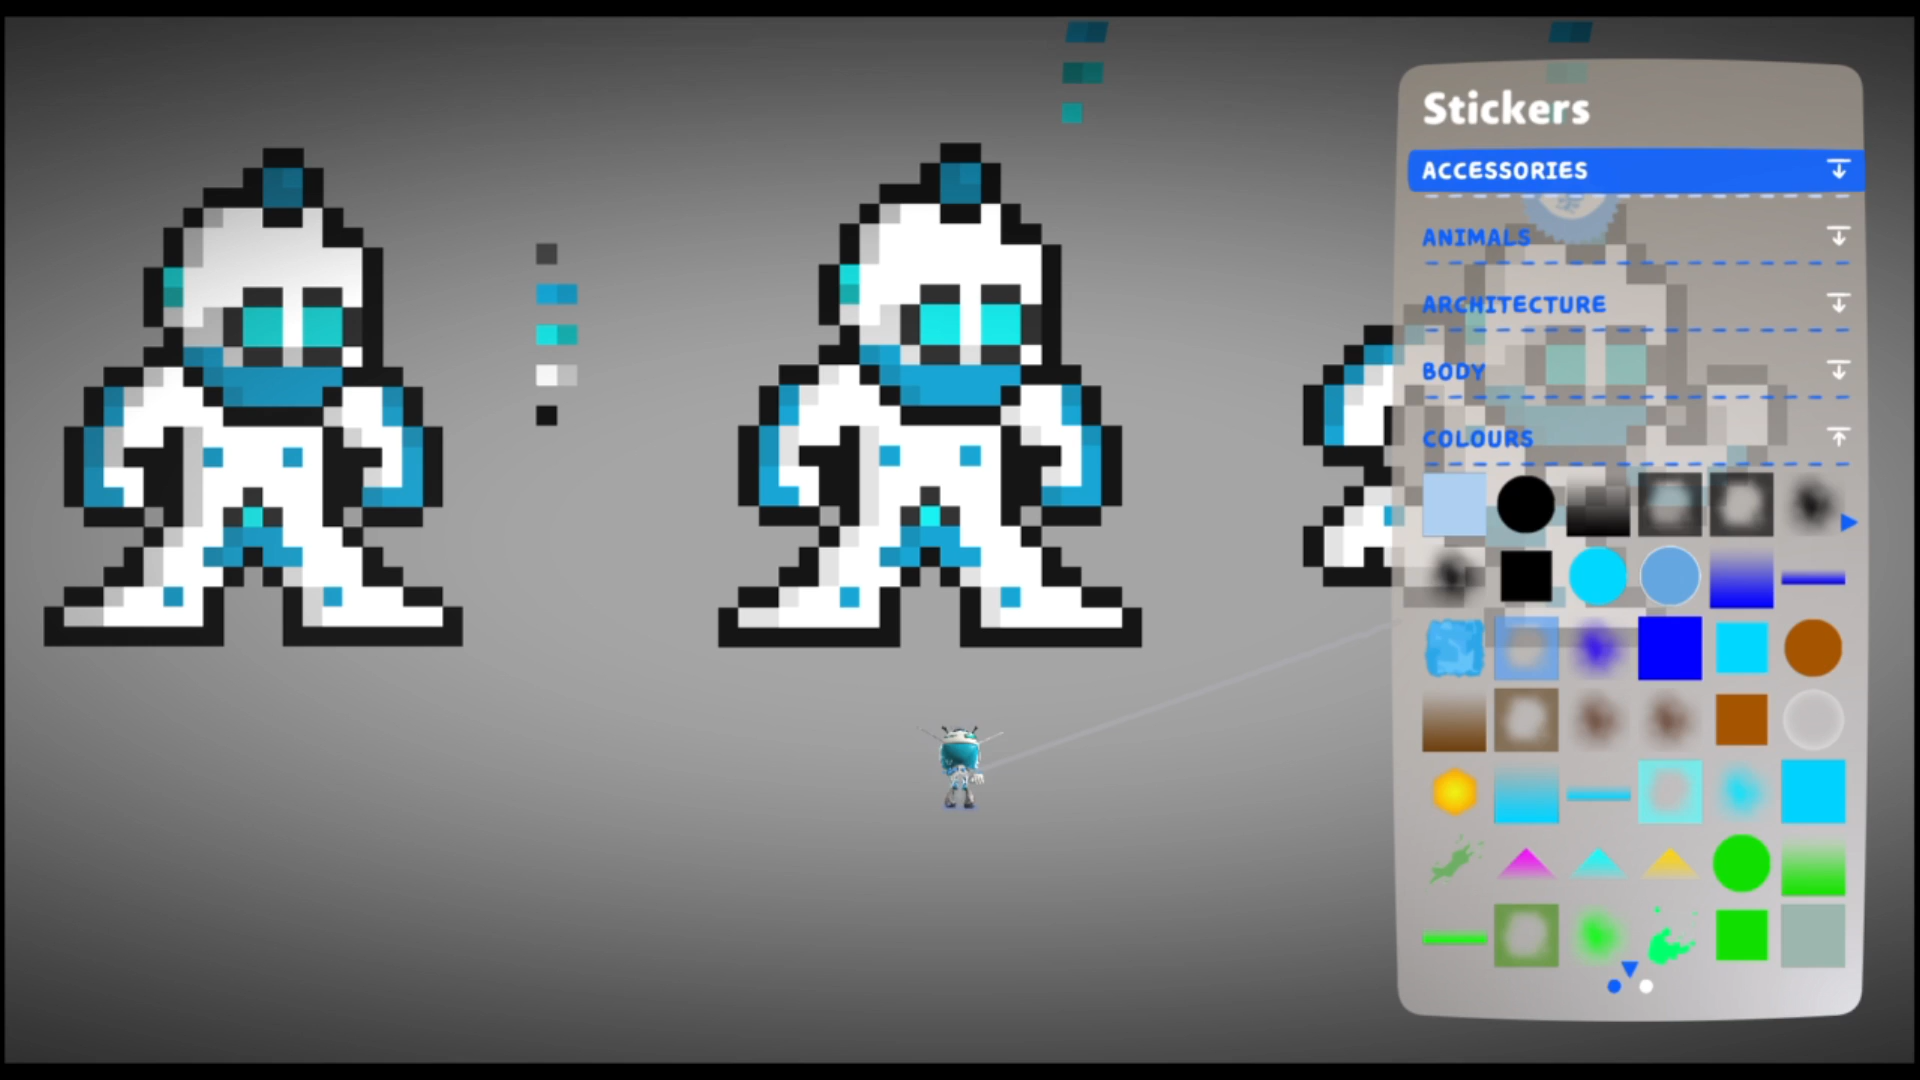 Stickers
ACCESSORIES
ANIMALS
ARCHITECTURE
BODY
COLOURS